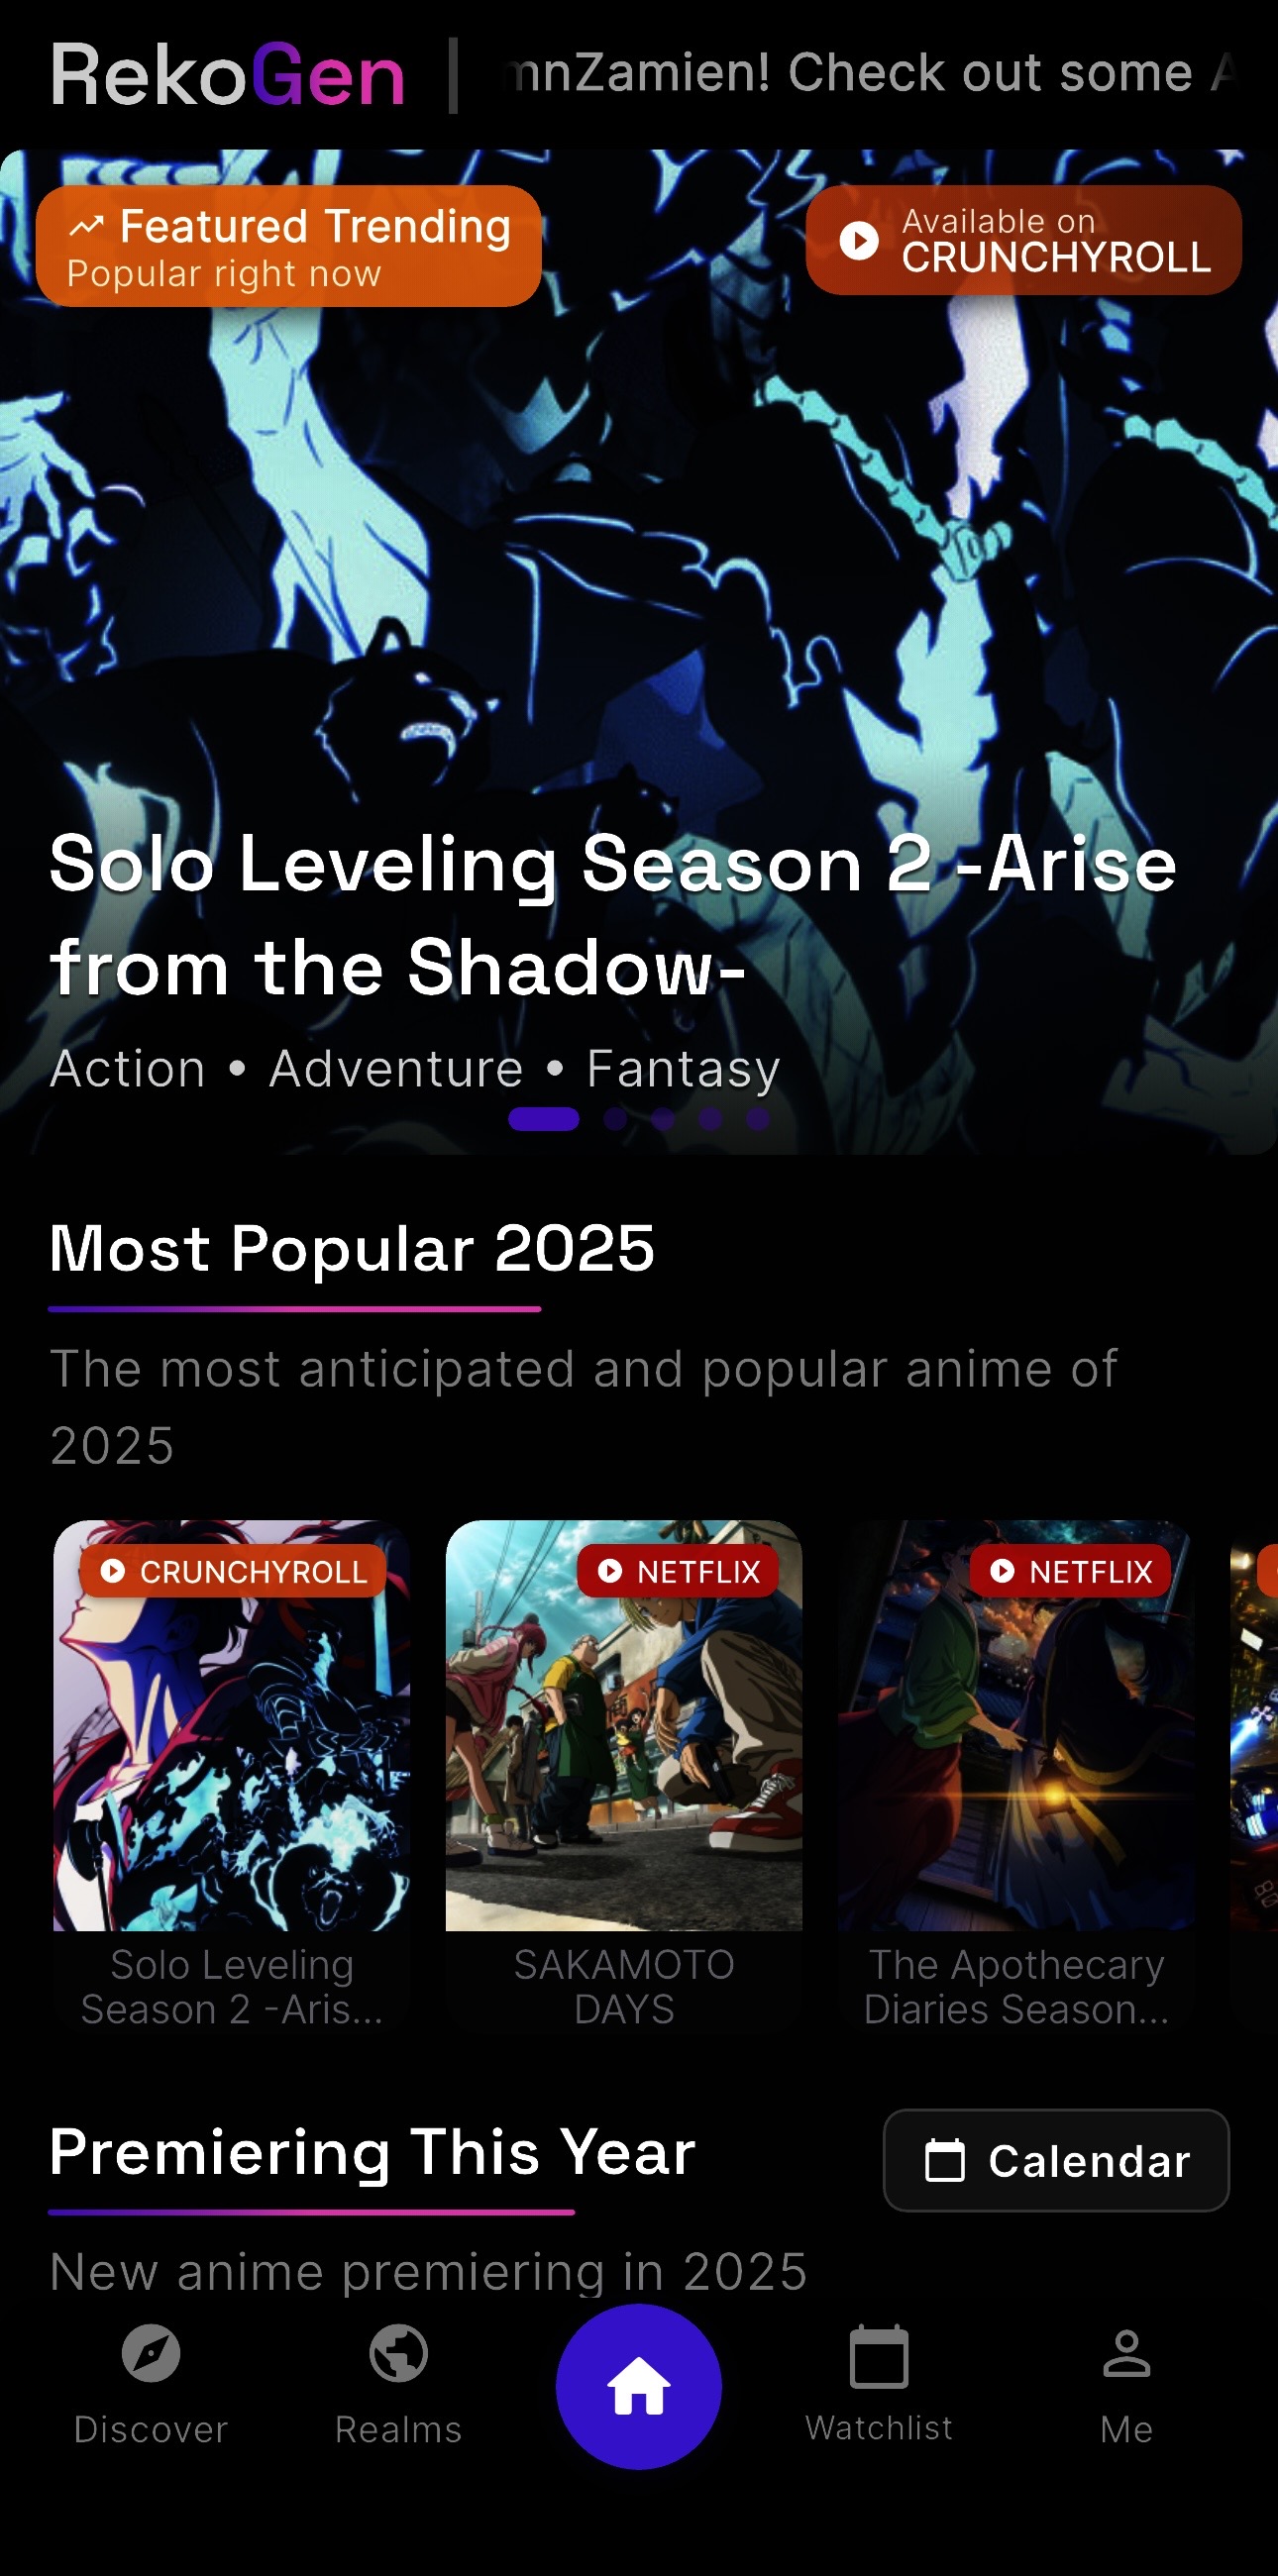 RekoGen
mnZamien! Check out some A
Featured Trending
Popular right now
Available on
CRUNCHYROLL
Solo Leveling Season 2 -Arise
from the Shadow-
Action • Adventure • Fantasy
Most Popular 2025
The most anticipated and popular anime of
2025
CRUNCHYROLL
NETFLIX
NETFLIX
Solo Leveling
Season 2 -Aris...
SAKAMOTO
DAYS
The Apothecary
Diaries Season...
Premiering This Year
Calendar
New anime premiering in 2025
Discover
Realms
Watchlist
Me